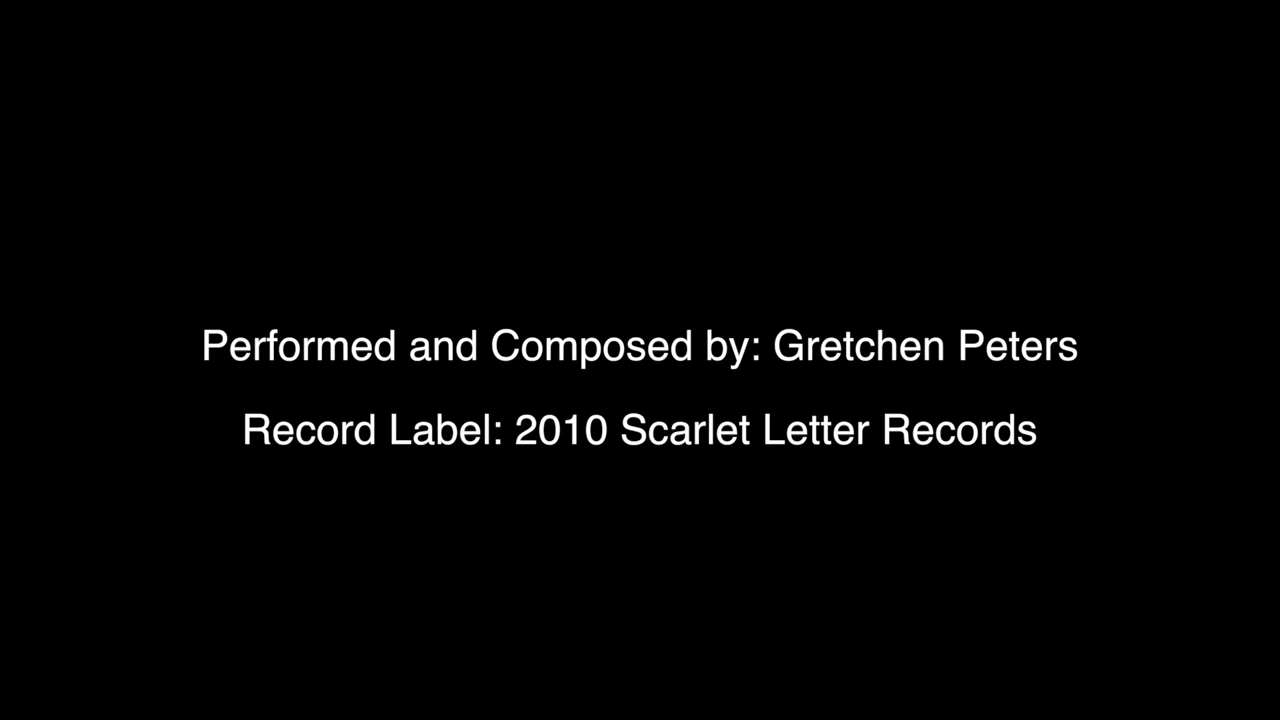 Performed and Composed by: Gretchen Peters
Record Label: 2010 Scarlet Letter Records